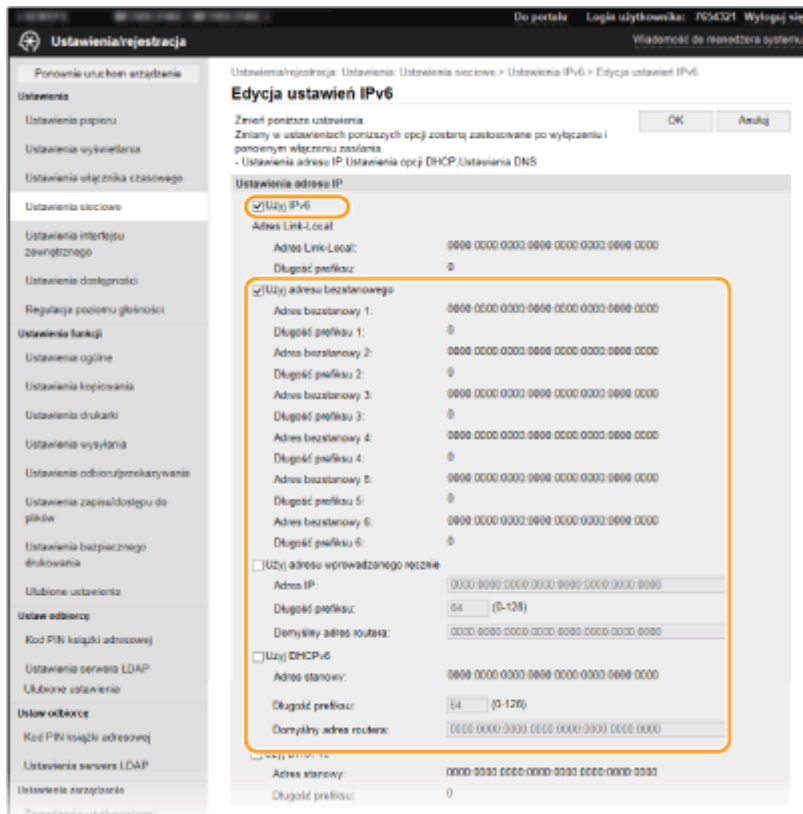 Do portalu Login użytkownika: 7654321 Wyloguj się
Ustawienia/rejestracja
Wiadomość do menedżera systemu
Ponownie uruchom urządzenie
Ustawienia
Ustawienia papieru
Ustawienia wyświetlania
Ustawienia włącznika czasowego
Ustawienia sieciowe
Ustawienia interfejsu
zewnętrznego
Ustawienia dostępności
Regulacja poziomu głośności
Ustawienia funkcji
Ustawienia ogólne
Ustawienia kopiowania
Ustawienia drukarki
Ustawienia wysyłania
Ustawienia odbioru/przekazywania
Ustawienia zapisu/dostępu do
plików
Ustawienia bezpiecznego
drukowania
Ulubione ustawienia
Ustaw odbiorcę
Kod PIN książki adresowej
Ustawienia serwera LDAP
Ulubione ustawienia
Ustaw odbiorcę
Kod PIN książki adresowej
Ustawienia serwera LDAP
Ustawienia zarządzania
Ustawienia/rejestracja: Ustawienia: Ustawienia sieciowe > Ustawienia IPv6 > Edycja ustawień IPv6
Edycja ustawień IPv6
Zmień poniższe ustawienia.
Zmiany w ustawieniach poniższych opcji zostaną zastosowane po wyłączeniu i
ponownym włączeniu zasilania.
- Ustawienia adresu IP,Ustawienia opcji DHCP,Ustawienia DNS
OK Anuluj
Ustawienia adresu IP
Użyj IPv6
Adres Link-Local
Adres Link-Local: 0000:0000:0000:0000:0000:0000:0000:0000
Długość prefiksu: 0
Użyj adresu bezstanowego
Adres bezstanowy 1: 0000:0000:0000:0000:0000:0000:0000:0000
Długość prefiksu 1: 0
Adres bezstanowy 2: 0000:0000:0000:0000:0000:0000:0000:0000
Długość prefiksu 2: 0
Adres bezstanowy 3: 0000:0000:0000:0000:0000:0000:0000:0000
Długość prefiksu 3: 0
Adres bezstanowy 4: 0000:0000:0000:0000:0000:0000:0000:0000
Długość prefiksu 4: 0
Adres bezstanowy 5: 0000:0000:0000:0000:0000:0000:0000:0000
Długość prefiksu 5: 0
Adres bezstanowy 6: 0000:0000:0000:0000:0000:0000:0000:0000
Długość prefiksu 6: 0
Użyj adresu wprowadzanego ręcznie
Adres IP: 0000:0000:0000:0000:0000:0000:0000:0000
Długość prefiksu: 64 (0-128)
Domyślny adres routera: 0000:0000:0000:0000:0000:0000:0000:0000
Użyj DHCPv6
Adres stanowy: 0000:0000:0000:0000:0000:0000:0000:0000
Długość prefiksu: 64 (0-128)
Domyślny adres routera: 0000:0000:0000:0000:0000:0000:0000:0000
Adres stanowy: 0000:0000:0000:0000:0000:0000:0000:0000
Długość prefiksu: 0